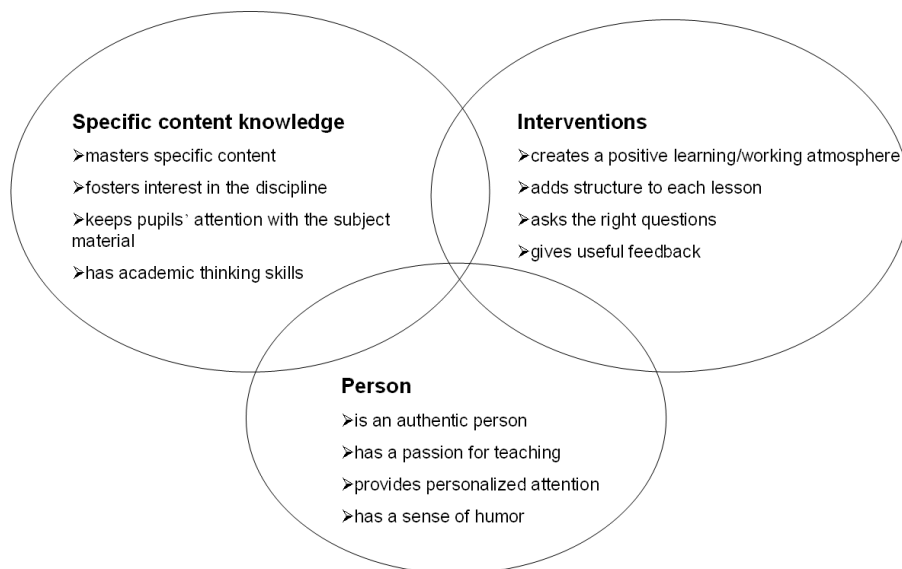 Specific content knowledge
➢masters specific content
➢fosters interest in the discipline
➢keeps pupils` attention with the subject
material
➢has academic thinking skills
Interventions
➢creates a positive learning/working atmosphere
➢adds structure to each lesson
➢asks the right questions
➢gives useful feedback
Person
➢is an authentic person
➢has a passion for teaching
➢provides personalized attention
➢has a sense of humor